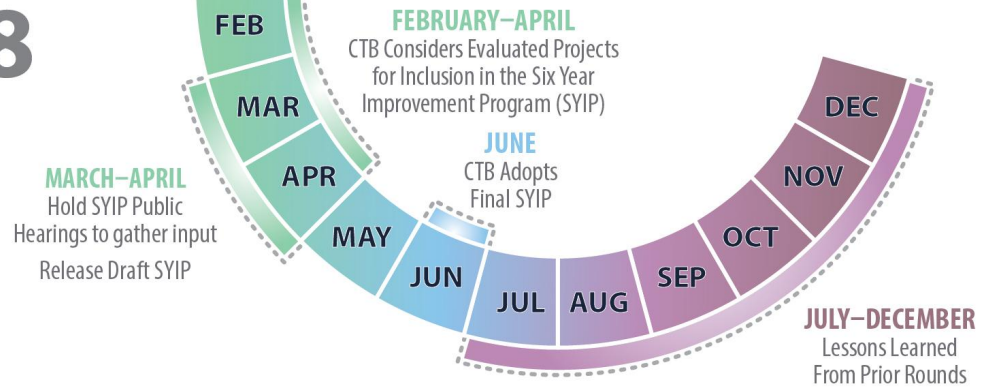 8
FEB
MAR
APR
MAY
JUN
JUL
AUG
SEP
OCT
NOV
DEC
FEBRUARY–APRIL
CTB Considers Evaluated Projects
for Inclusion in the Six Year
Improvement Program (SYIP)
MARCH–APRIL
Hold SYIP Public
Hearings to gather input
Release Draft SYIP
JUNE
CTB Adopts
Final SYIP
JULY–DECEMBER
Lessons Learned
From Prior Rounds